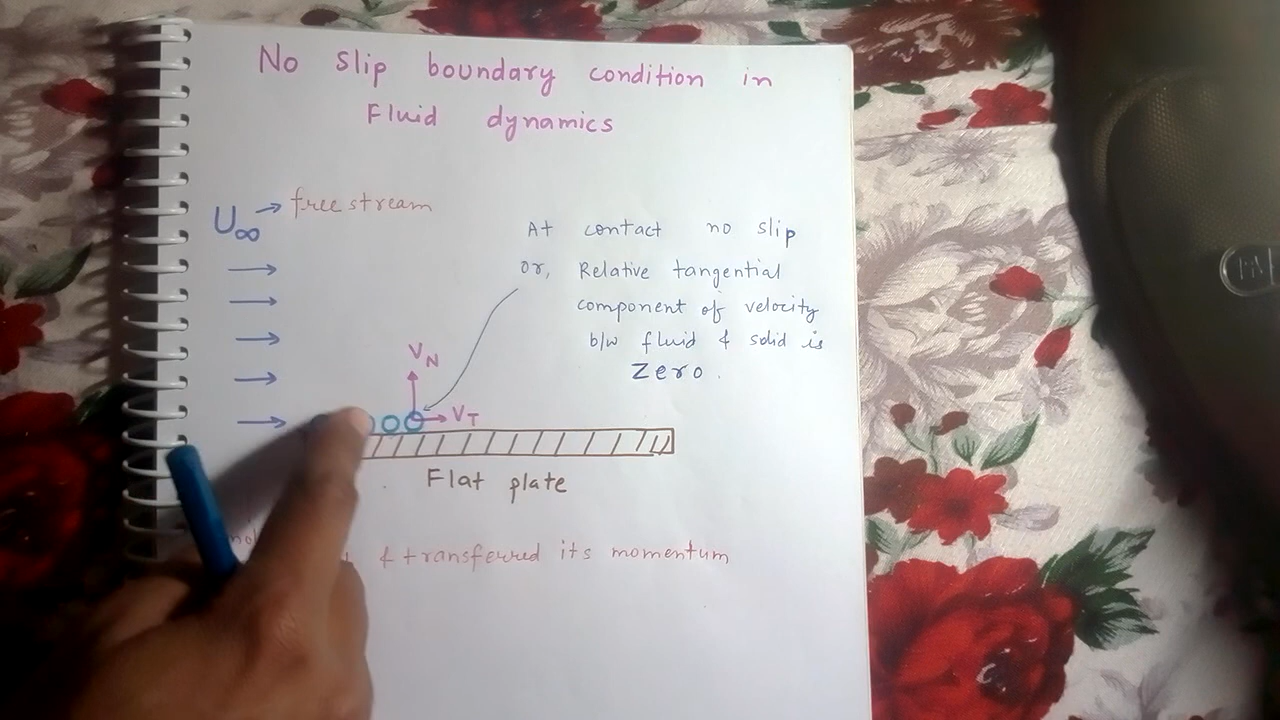 No slip boundary condition in
Fluid dynamics
U∞ → free stream
At contact no slip
or, Relative tangential
component of velocity
b/w fluid & solid is
Zero.
VN
VT
Flat plate
& transferred its momentum